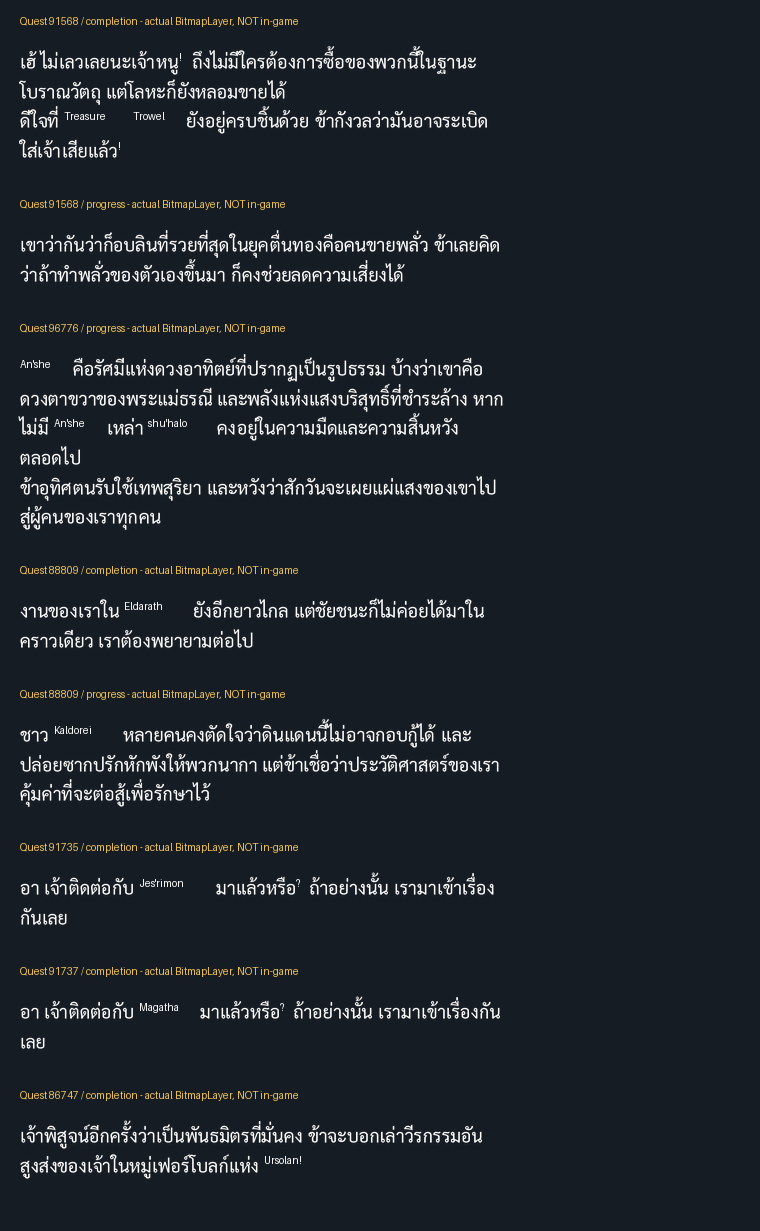 Quest 91568 / completion - actual BitmapLayer, NOT in-game
เฮ้ ไม่เลวเลยนะเจ้าหนู! ถึงไม่มีใครต้องการซื้อของพวกนี้ในฐานะ
โบราณวัตถุ แต่โลหะก็ยังหลอมขายได้
ดีใจที่ Treasure Trowel ยังอยู่ครบชิ้นด้วย ข้ากังวลว่ามันอาจระเบิด
ใส่เจ้าเสียแล้ว!
Quest 91568 / progress - actual BitmapLayer, NOT in-game
เขาว่ากันว่าก็อบลินที่รวยที่สุดในยุคตื่นทองคือคนขายพลั่ว ข้าเลยคิด
ว่าถ้าทำพลั่วของตัวเองขึ้นมา ก็คงช่วยลดความเสี่ยงได้
Quest 96776 / progress - actual BitmapLayer, NOT in-game
An'she คือรัศมีแห่งดวงอาทิตย์ที่ปรากฏเป็นรูปธรรม บ้างว่าเขาคือ
ดวงตาขวาของพระแม่ธรณี และพลังแห่งแสงบริสุทธิ์ที่ชำระล้าง หาก
ไม่มี An'she เหล่า shu'halo คงอยู่ในความมืดและความสิ้นหวัง
ตลอดไป
ข้าอุทิศตนรับใช้เทพสุริยา และหวังว่าสักวันจะเผยแผ่แสงของเขาไป
สู่ผู้คนของเราทุกคน
Quest 88809 / completion - actual BitmapLayer, NOT in-game
งานของเราใน Eldarath ยังอีกยาวไกล แต่ชัยชนะก็ไม่ค่อยได้มาใน
คราวเดียว เราต้องพยายามต่อไป
Quest 88809 / progress - actual BitmapLayer, NOT in-game
ชาว Kaldorei หลายคนคงตัดใจว่าดินแดนนี้ไม่อาจกอบกู้ได้ และ
ปล่อยซากปรักหักพังให้พวกนากา แต่ข้าเชื่อว่าประวัติศาสตร์ของเรา
คุ้มค่าที่จะต่อสู้เพื่อรักษาไว้
Quest 91735 / completion - actual BitmapLayer, NOT in-game
อา เจ้าติดต่อกับ Jes'rimon มาแล้วหรือ? ถ้าอย่างนั้น เรามาเข้าเรื่อง
กันเลย
Quest 91737 / completion - actual BitmapLayer, NOT in-game
อา เจ้าติดต่อกับ Magatha มาแล้วหรือ? ถ้าอย่างนั้น เรามาเข้าเรื่องกัน
เลย
Quest 86747 / completion - actual BitmapLayer, NOT in-game
เจ้าพิสูจน์อีกครั้งว่าเป็นพันธมิตรที่มั่นคง ข้าจะบอกเล่าวีรกรรมอัน
สูงส่งของเจ้าในหมู่เฟอร์โบลก์แห่ง Ursolan!